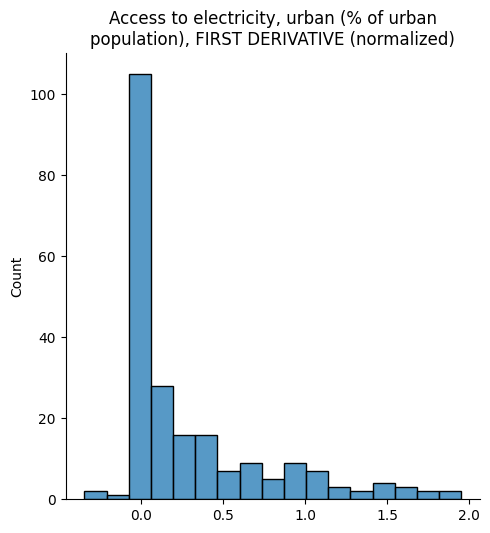 Access to electricity, urban (% of urban
population), FIRST DERIVATIVE (normalized)
100
80
60
40
20
0
Count
0.0 0.5 1.0 1.5 2.0